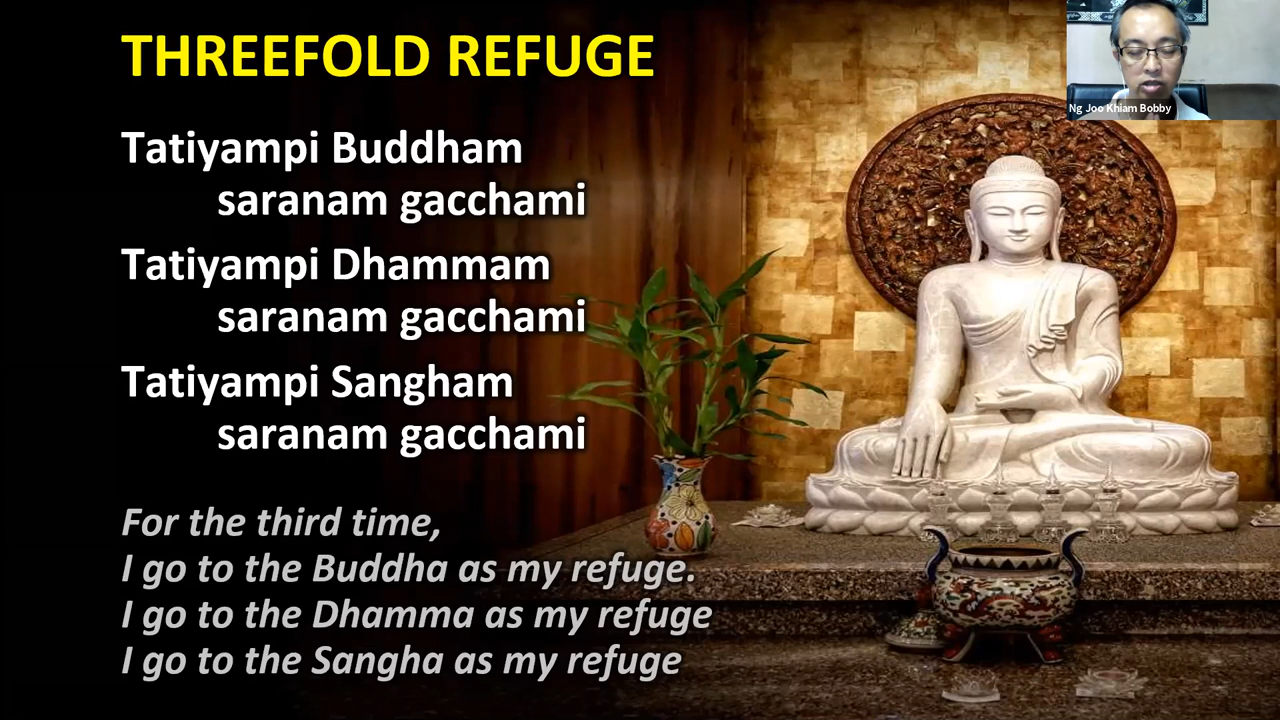 THREEFOLD REFUGE
Tatiyampi Buddham
saranam gacchami
Tatiyampi Dhammam
saranam gacchami
Tatiyampi Sangham
saranam gacchami
For the third time,
I go to the Buddha as my refuge.
I go to the Dhamma as my refuge
I go to the Sangha as my refuge
Ng Joo Khiam Bobby